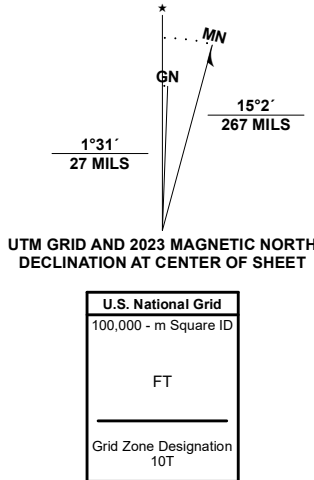 ★
MN
GN
15°2´
267 MILS
1°31´
27 MILS
UTM GRID AND 2023 MAGNETIC NORTH
DECLINATION AT CENTER OF SHEET
U.S. National Grid
100,000 - m Square ID
FT
Grid Zone Designation
10T